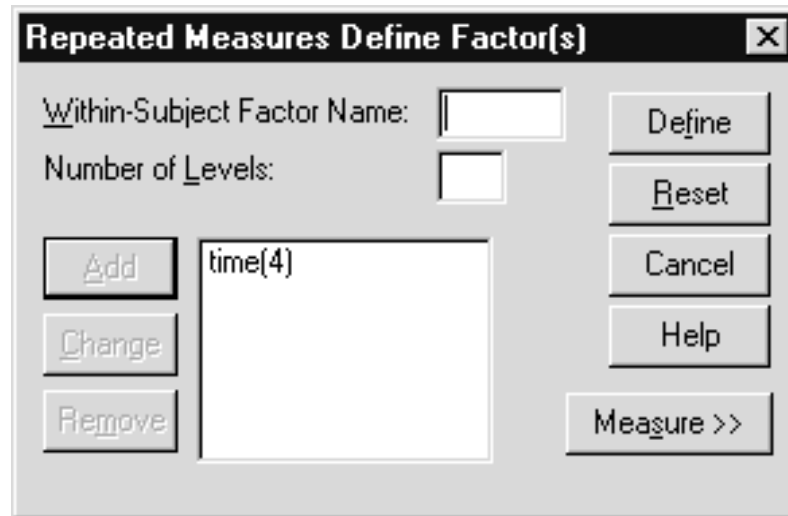 Repeated Measures Define Factor(s)
Within-Subject Factor Name:
Define
Number of Levels:
Reset
Add
time(4)
Cancel
Change
Help
Remove
Measure >>